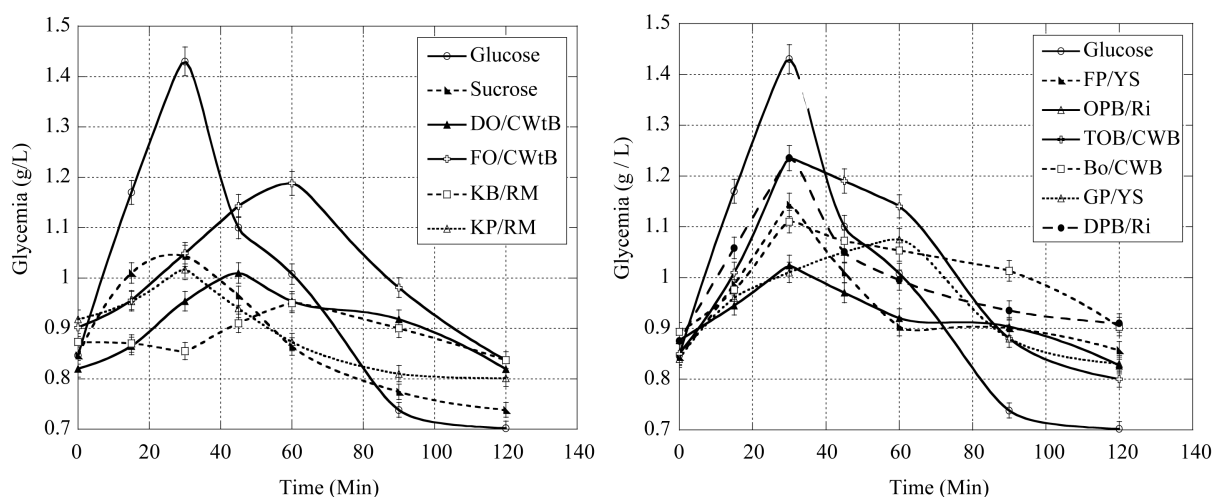 1.5
1.4
1.3
1.2
1.1
1
0.9
0.8
0.7
Glycemia (g/L)
0 20 40 60 80 100 120 140
Time (Min)
Glucose
Sucrose
DO/CWtB
FO/CWtB
KB/RM
KP/RM
1.5
1.4
1.3
1.2
1.1
1
0.9
0.8
0.7
Glycemia (g / L)
0 20 40 60 80 100 120 140
Time (Min)
Glucose
FP/YS
OPB/Ri
TOB/CWB
Bo/CWB
GP/YS
DPB/Ri